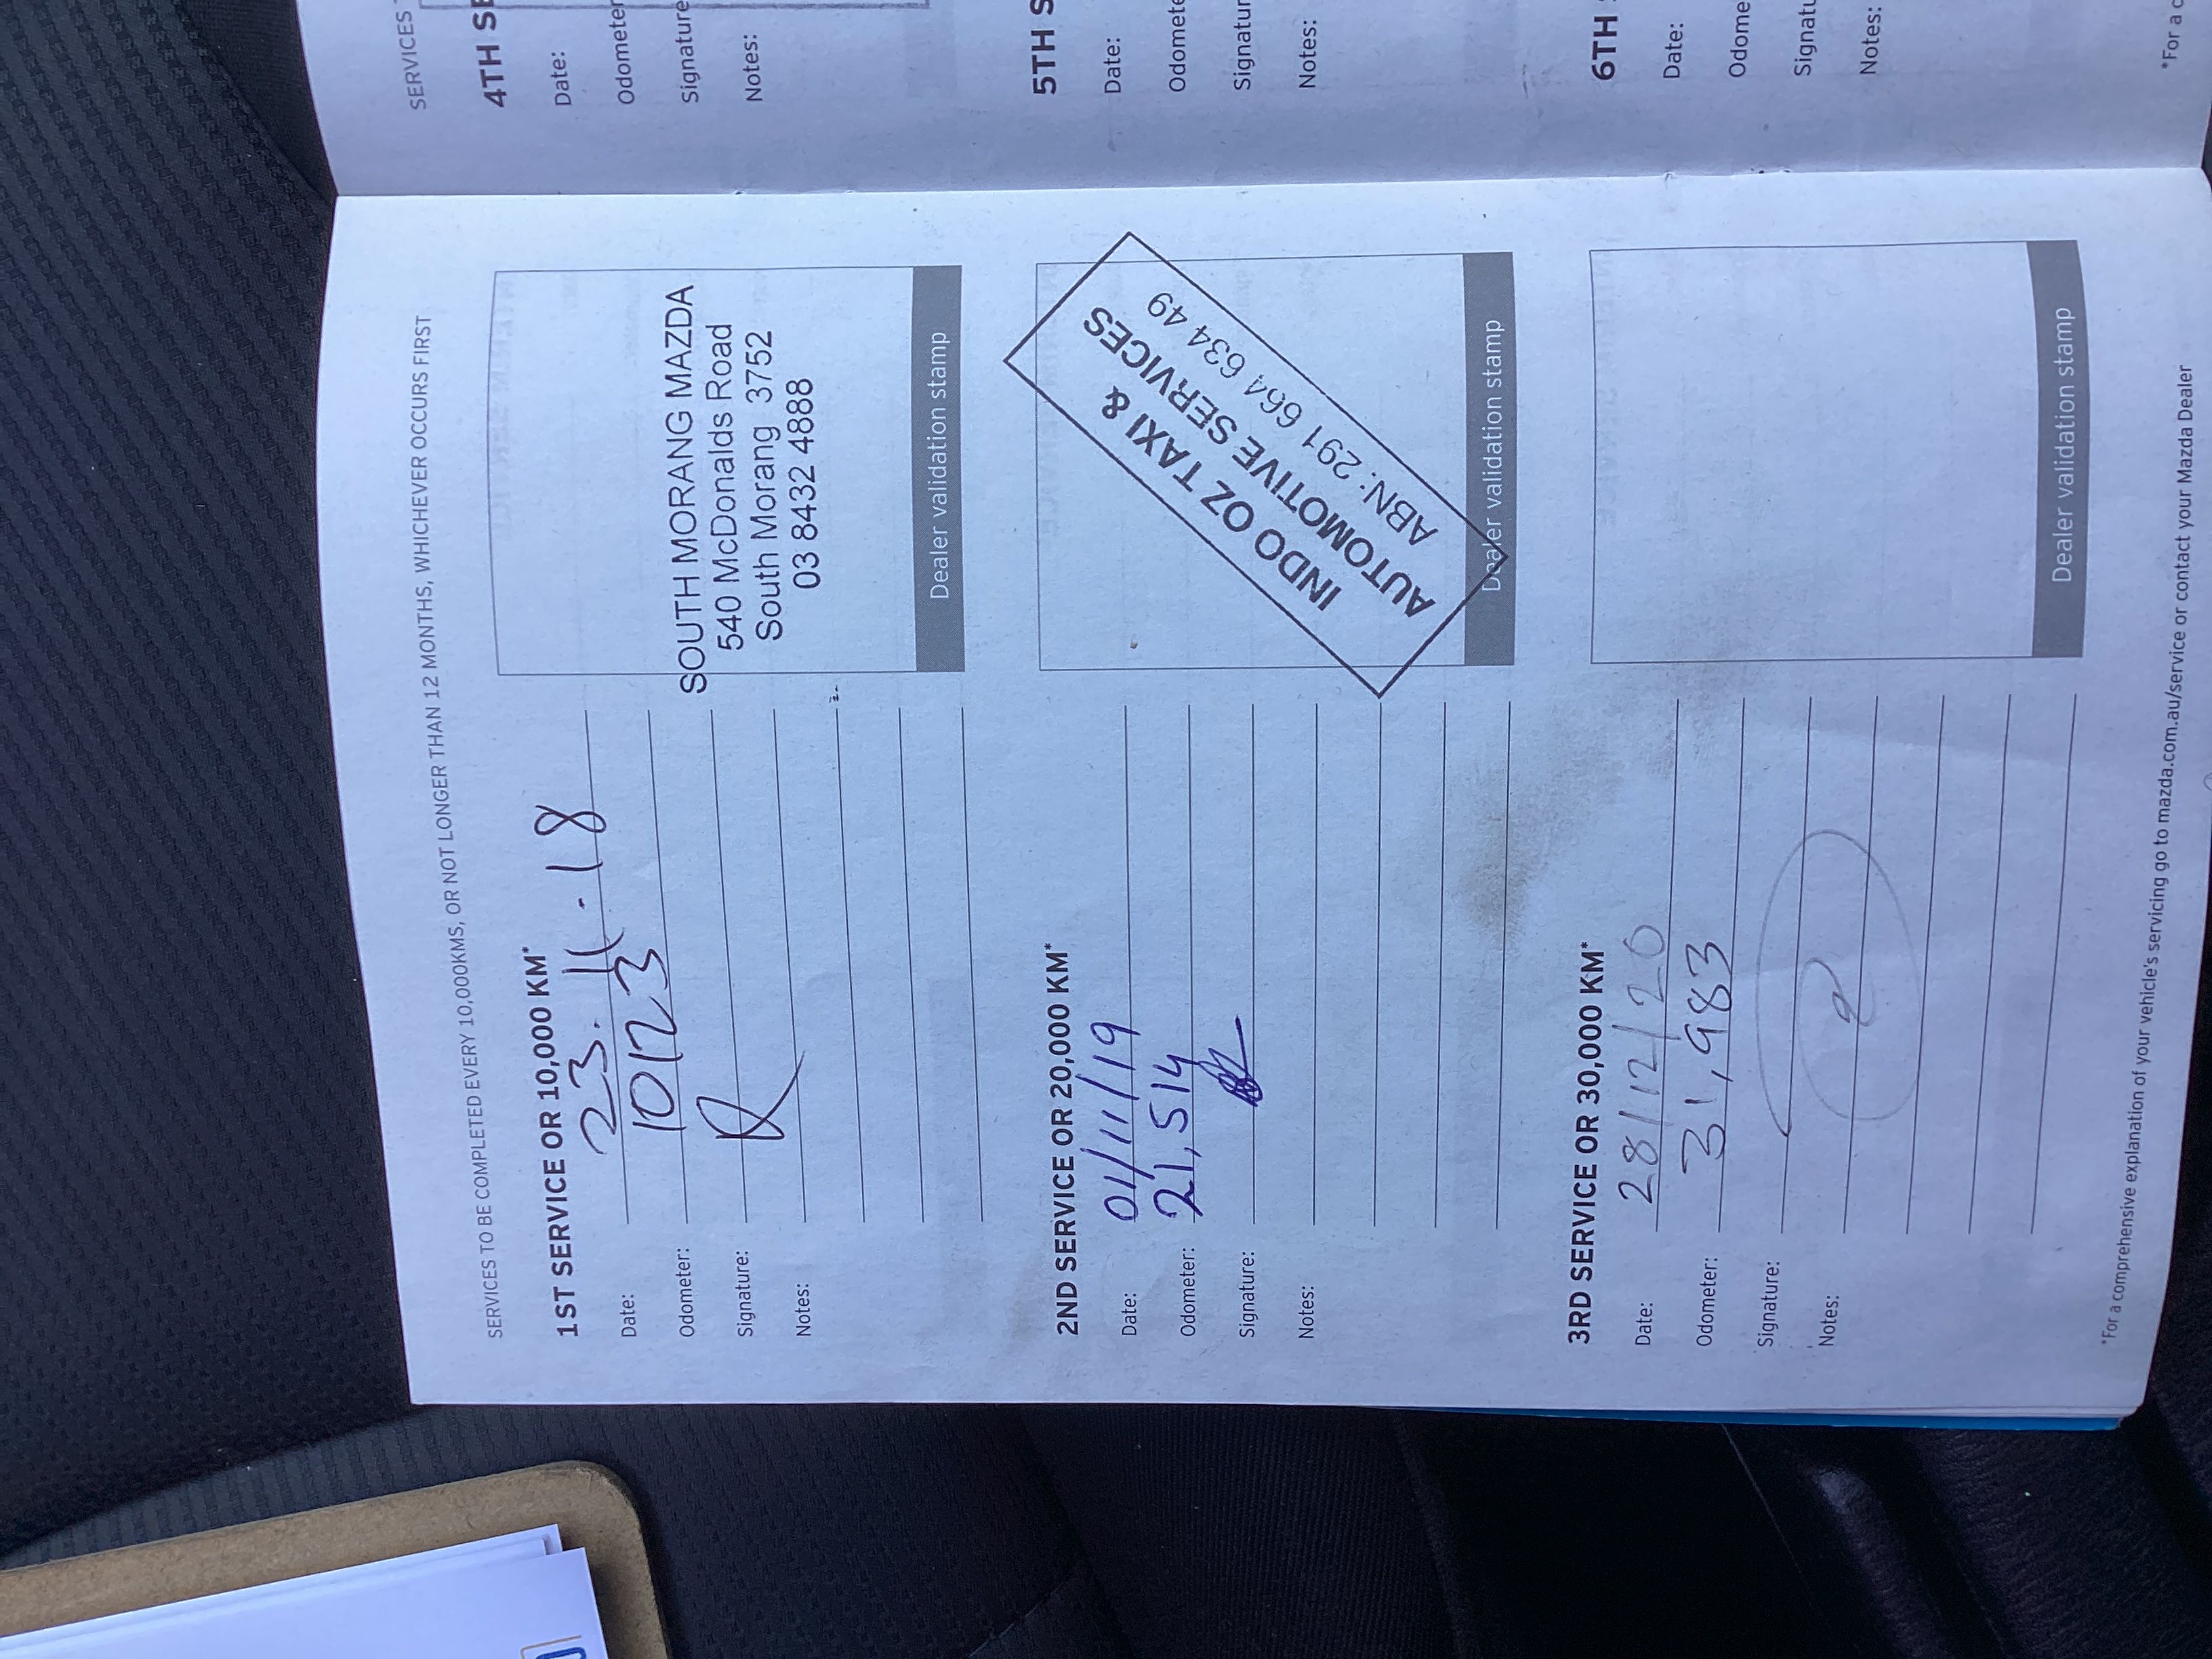 SERVICES TO BE COMPLETED EVERY 10,000KMS, OR NOT LONGER THAN 12 MONTHS, WHICHEVER OCCURS FIRST
1ST SERVICE OR 10,000 KM*
Date: 23.11.18
Odometer: 10123
Signature:
Notes:
SOUTH MORANG MAZDA
540 McDonalds Road
South Morang 3752
03 8432 4888
Dealer validation stamp
2ND SERVICE OR 20,000 KM*
Date: 01/11/19
Odometer: 21,514
Signature:
Notes:
INDO OZ TAXI &
AUTOMOTIVE SERVICES
ABN: 291 664 634 49
Dealer validation stamp
3RD SERVICE OR 30,000 KM*
Date: 28/12/20
Odometer: 31,983
Signature:
Notes:
Dealer validation stamp
*For a comprehensive explanation of your vehicle's servicing go to mazda.com.au/service or contact your Mazda Dealer
SERVICES
4TH
Date:
Odometer
Signature
Notes:
5TH
Date:
Notes:
6TH
Date:
Notes:
*For a